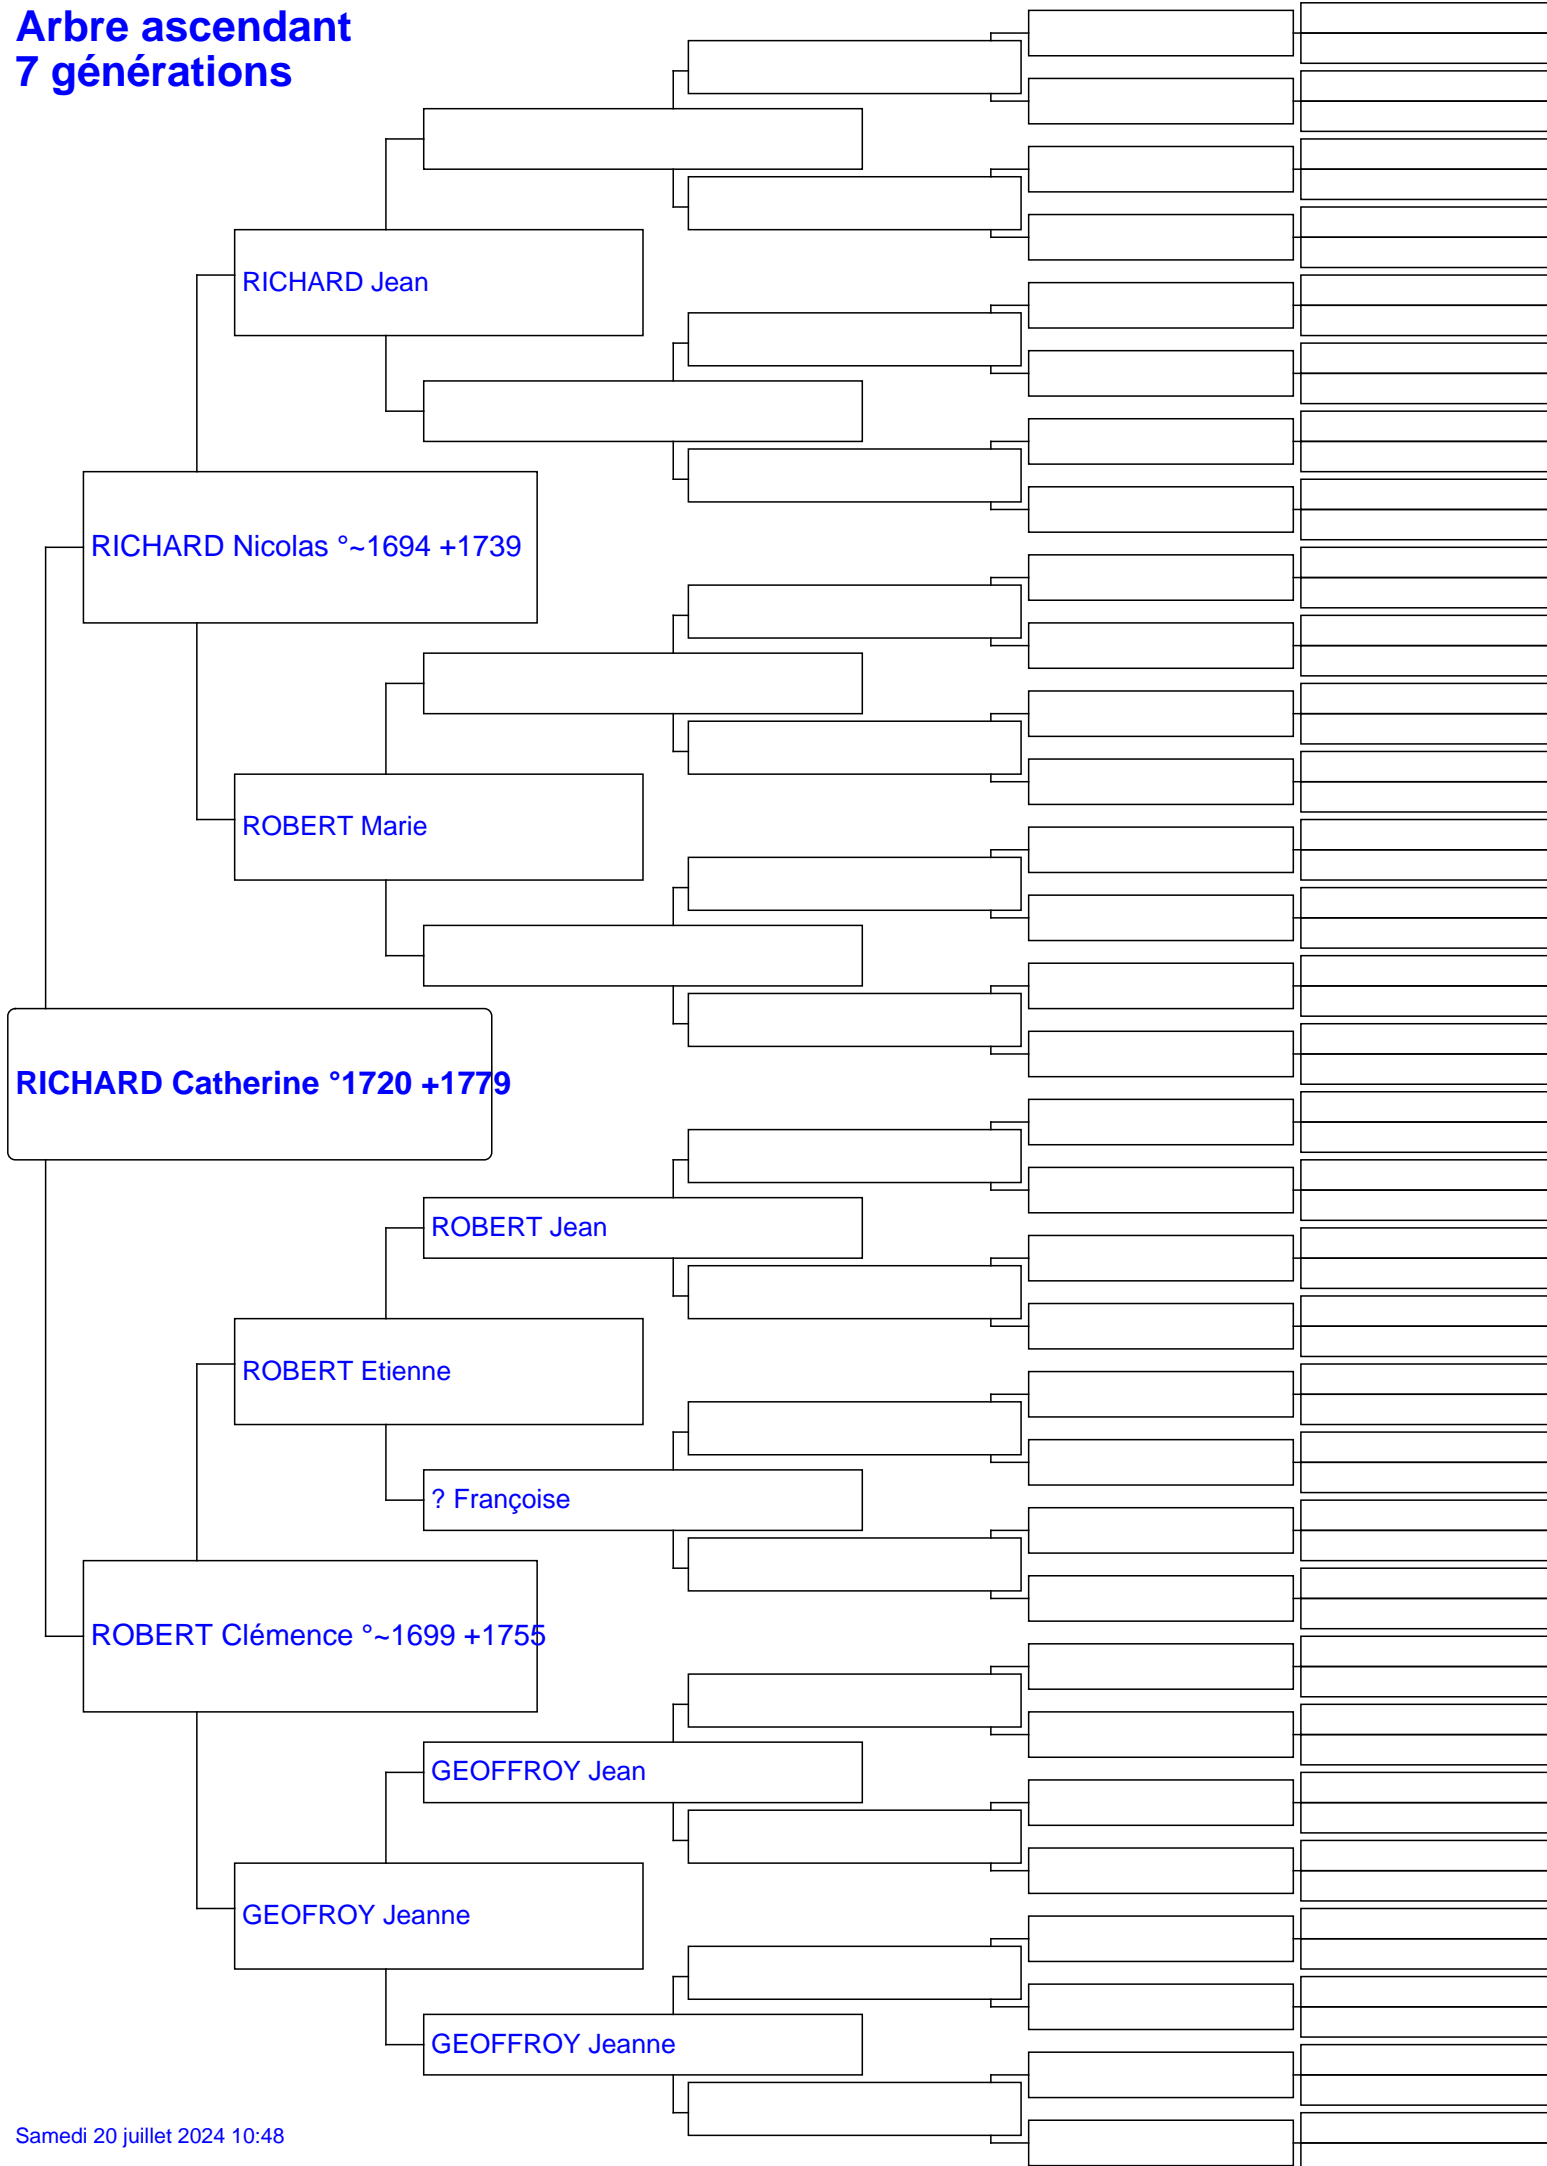 Arbre ascendant
7 générations
RICHARD Jean
RICHARD Nicolas °~1694 +1739
ROBERT Marie
RICHARD Catherine °1720 +1779
ROBERT Jean
ROBERT Etienne
? Françoise
ROBERT Clémence °~1699 +1755
GEOFFROY Jean
GEOFROY Jeanne
GEOFFROY Jeanne
Samedi 20 juillet 2024 10:48